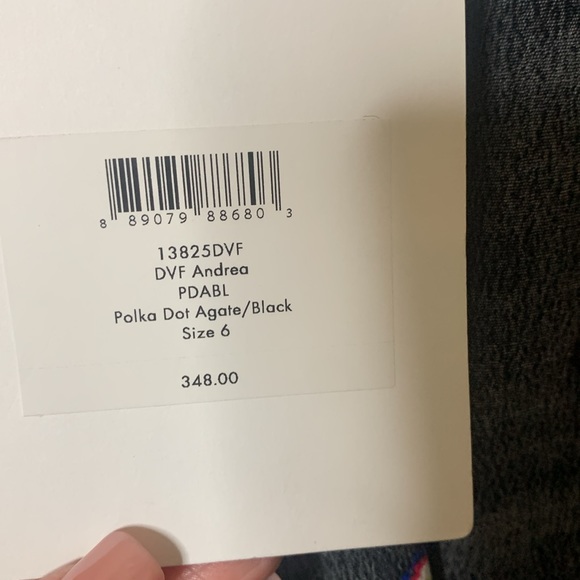 8 89079 88680 3
13825DVF
DVF Andrea
PDABL
Polka Dot Agate/Black
Size 6
348.00